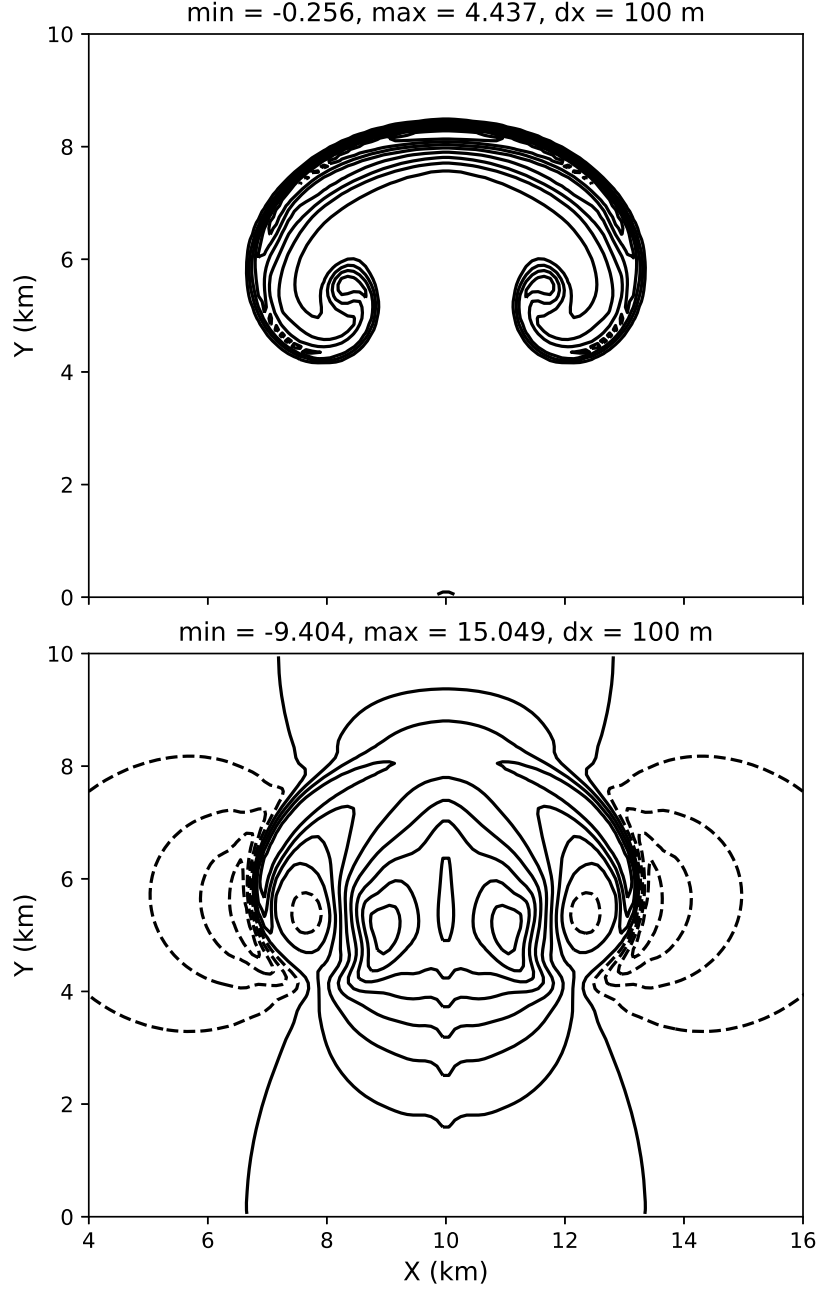 min = -0.256, max = 4.437, dx = 100 m
10
8
6
4
2
0
Y (km)
min = -9.404, max = 15.049, dx = 100 m
10
8
6
4
2
0
Y (km)
4 6 8 10 12 14 16
X (km)